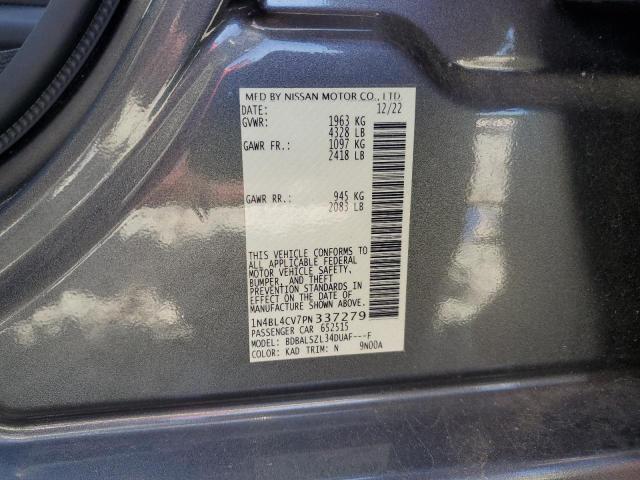 MFD BY NISSAN MOTOR CO., LTD.
DATE: 12/22
GVWR: 1963 KG
4328 LB
GAWR FR.: 1097 KG
2418 LB
GAWR RR.: 945 KG
2083 LB
THIS VEHICLE CONFORMS TO
ALL APPLICABLE FEDERAL
MOTOR VEHICLE SAFETY,
BUMPER, AND THEFT
PREVENTION STANDARDS IN
EFFECT ON THE DATE OF
MANUFACTURE SHOWN ABOVE.
1N4BL4CV7PN337279
PASSENGER CAR 652515
MODEL: BDBALSZL34DUAF---F
COLOR: KAD TRIM: N 9N00A